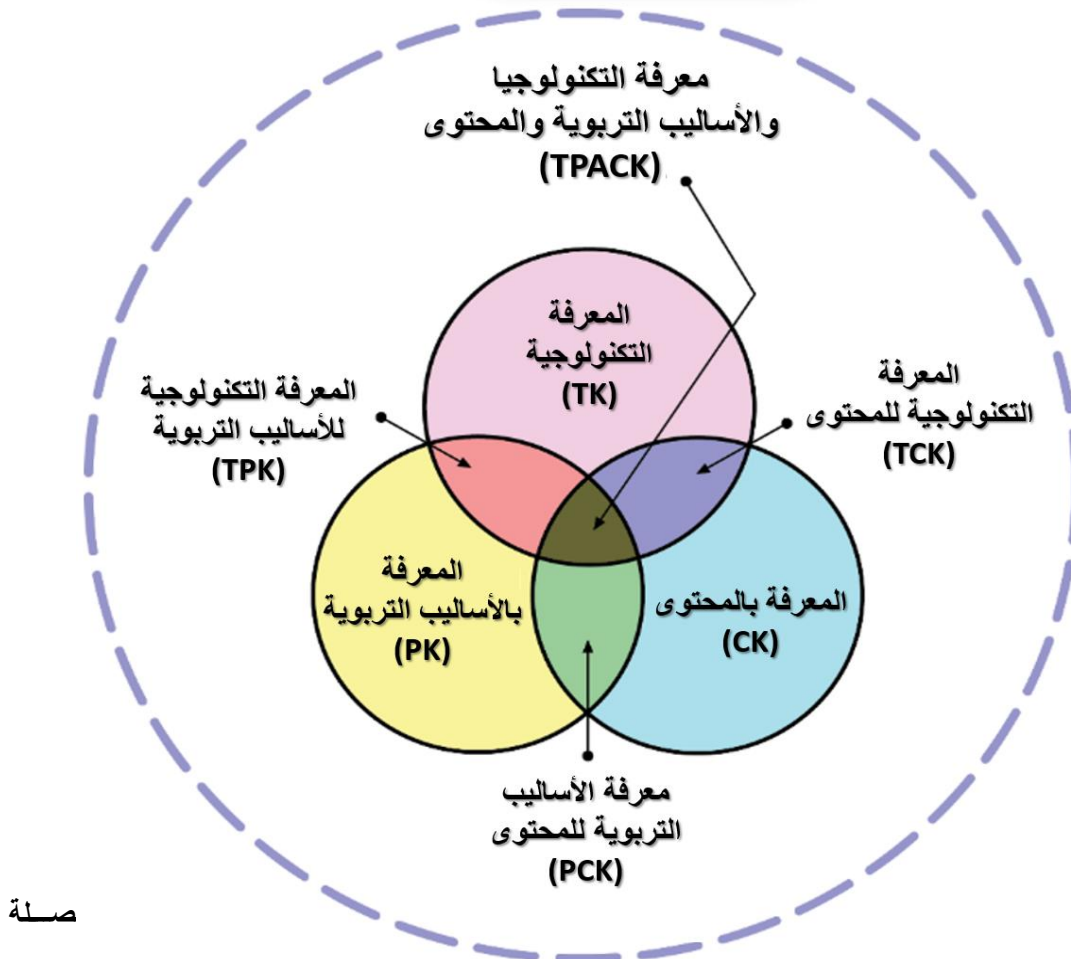 معرفة التكنولوجيا
والأساليب التربوية والمحتوى
(TPACK)
المعرفة
التكنولوجية
(TK)
المعرفة
التكنولوجية للمحتوى
(TCK)
المعرفة التكنولوجية
للأساليب التربوية
(TPK)
المعرفة بالمحتوى
(CK)
المعرفة
بالأساليب التربوية
(PK)
معرفة الأساليب
التربوية للمحتوى
(PCK)
صـلة